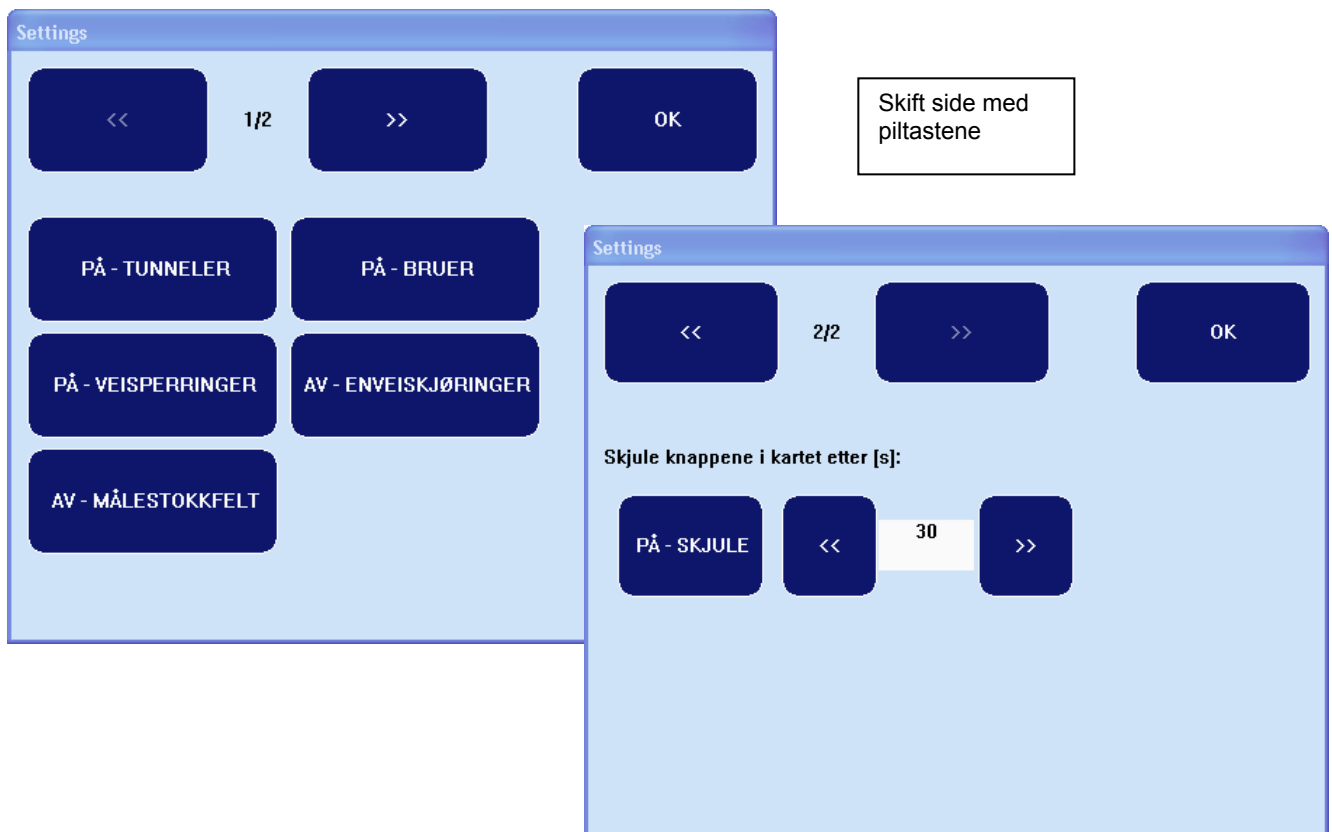 Settings
<< 1/2 >> OK
Skift side med
piltastene
PÅ - TUNNELER PÅ - BRUER
PÅ - VEISPERRINGER AV - ENVEISKJØRINGER
AV - MÅLESTOKKFELT
Settings
<< 2/2 >> OK
Skjule knappene i kartet etter [s]:
PÅ - SKJULE << 30 >>